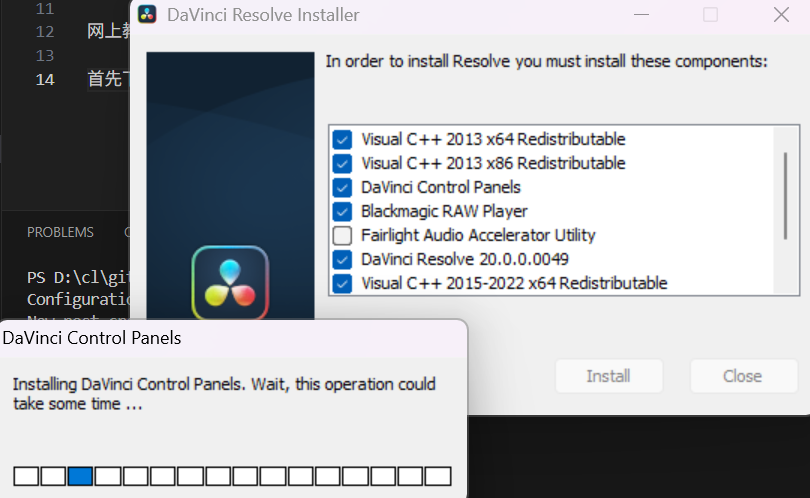 DaVinci Resolve Installer
11
12 网上
13
14 首先
In order to install Resolve you must install these components:
Visual C++ 2013 x64 Redistributable
Visual C++ 2013 x86 Redistributable
DaVinci Control Panels
Blackmagic RAW Player
Fairlight Audio Accelerator Utility
DaVinci Resolve 20.0.0.0049
Visual C++ 2015-2022 x64 Redistributable
PROBLEMS
PS D:\cl\git
Configuratio
Install
Close
DaVinci Control Panels
Installing DaVinci Control Panels. Wait, this operation could
take some time ...